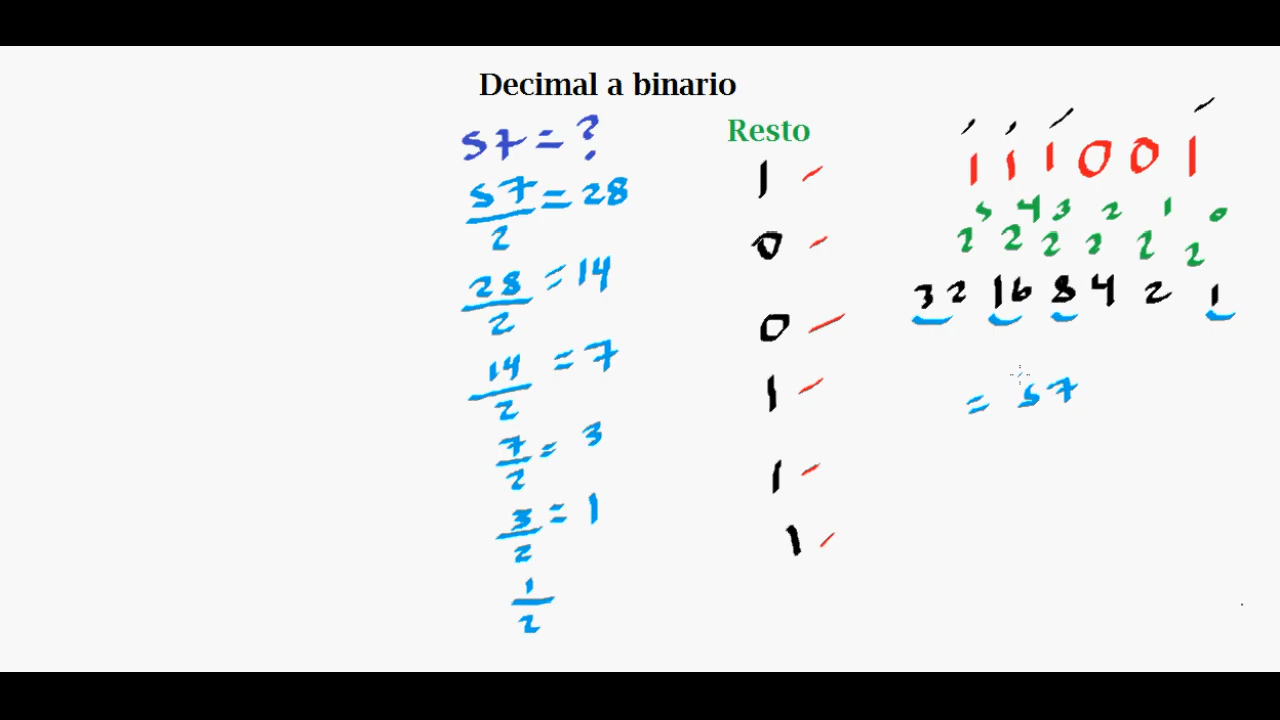 Decimal a binario
57 = ?
57/2 = 28
28/2 = 14
14/2 = 7
7/2 = 3
3/2 = 1
1/2
Resto
1
0
0
1
1
1
1 1 1 0 0 1
2^5 2^4 2^3 2^2 2^1 2^0
32 16 8 4 2 1
= 57